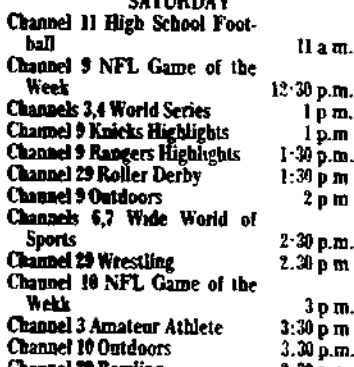 SATURDAY
Channel 11 High School Foot-
ball 11 a m.
Channel 9 NFL Game of the
Week 12·30 p.m.
Channels 3,4 World Series 1 p m.
Channel 9 Knicks Highlights 1 p.m
Channel 9 Rangers Highlights 1·30 p.m.
Channel 29 Roller Derby 1:30 p m
Channel 9 Outdoors 2 p m
Channels 6,7 Wide World of
Sports 2·30 p.m.
Channel 29 Wrestling 2.30 p m
Channel 10 NFL Game of the
Wekk 3 p m.
Channel 3 Amateur Athlete 3:30 p m
Channel 10 Outdoors 3.30 p.m.